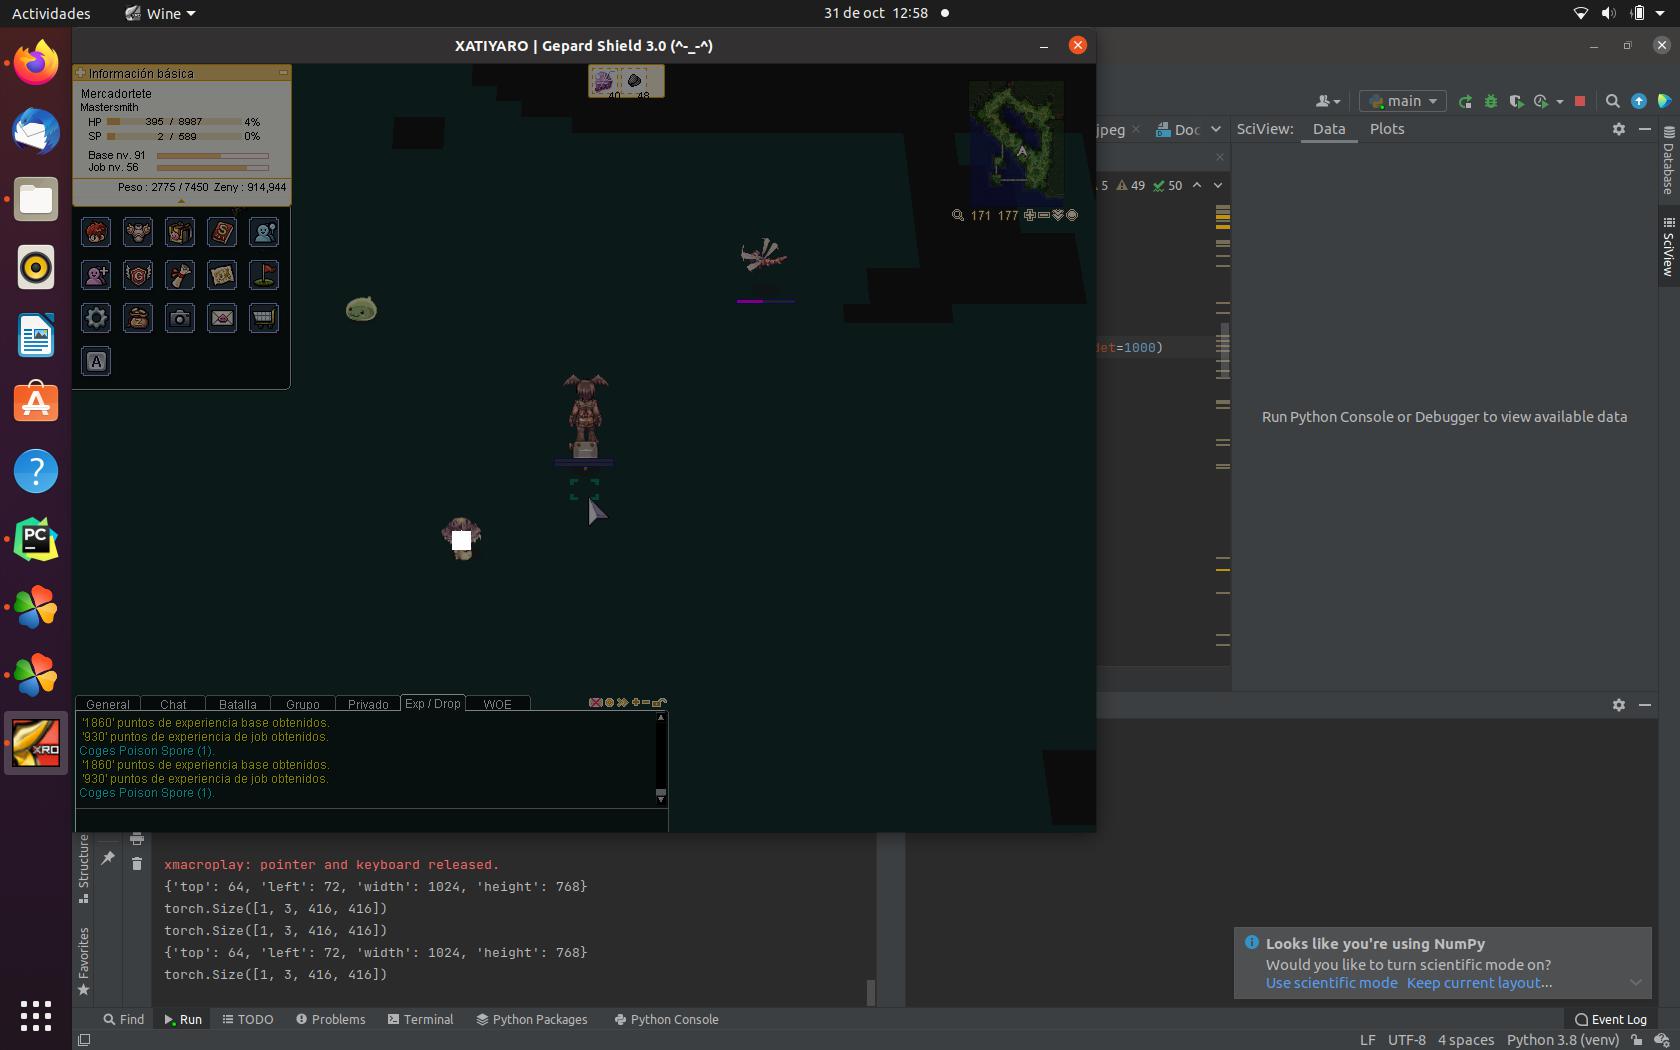 Actividades
Wine
31 de oct 12:58
XATIYARO | Gepard Shield 3.0 (^-_-^)
Información básica
Mercadortete
Mastersmith
HP 395 / 8987 4%
SP 2 / 589 0%
Base nv. 91
Job nv. 56
Peso : 2775 / 7450 Zeny : 914,944
40 48
171 177
A
main
jpeg
Doc
SciView:
Data
Plots
5 49 50
Database
SciView
det=1000)
Run Python Console or Debugger to view available data
General
Chat
Batalla
Grupo
Privado
Exp / Drop
WOE
'1860' puntos de experiencia base obtenidos.
'930' puntos de experiencia de job obtenidos.
Coges Poison Spore (1).
'1860' puntos de experiencia base obtenidos.
'930' puntos de experiencia de job obtenidos.
Coges Poison Spore (1).
XRO
PC
Structure
Favorites
xmacroplay: pointer and keyboard released.
{'top': 64, 'left': 72, 'width': 1024, 'height': 768}
torch.Size([1, 3, 416, 416])
torch.Size([1, 3, 416, 416])
{'top': 64, 'left': 72, 'width': 1024, 'height': 768}
torch.Size([1, 3, 416, 416])
Looks like you're using NumPy
Would you like to turn scientific mode on?
Use scientific mode Keep current layout...
Find
Run
TODO
Problems
Terminal
Python Packages
Python Console
Event Log
LF UTF-8 4 spaces Python 3.8 (venv)